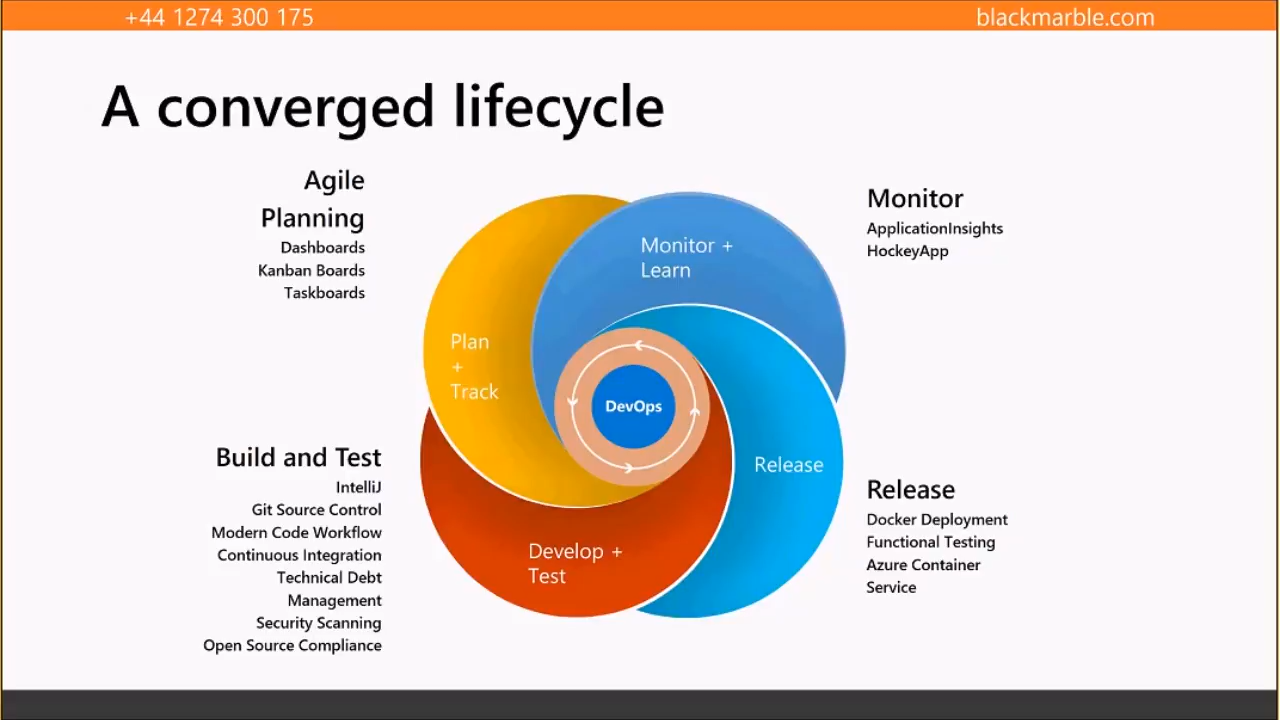 +44 1274 300 175
blackmarble.com
A converged lifecycle
Agile
Planning
Dashboards
Kanban Boards
Taskboards
Build and Test
IntelliJ
Git Source Control
Modern Code Workflow
Continuous Integration
Technical Debt
Management
Security Scanning
Open Source Compliance
Plan
+
Track
Monitor +
Learn
DevOps
Release
Develop +
Test
Monitor
ApplicationInsights
HockeyApp
Release
Docker Deployment
Functional Testing
Azure Container
Service